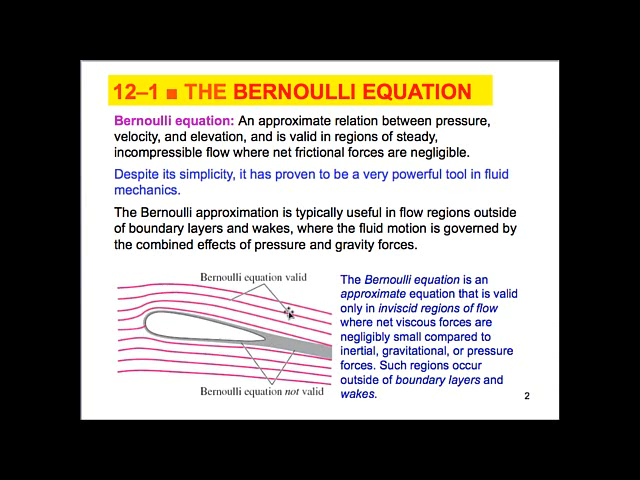 12–1 ■ THE BERNOULLI EQUATION
Bernoulli equation: An approximate relation between pressure,
velocity, and elevation, and is valid in regions of steady,
incompressible flow where net frictional forces are negligible.
Despite its simplicity, it has proven to be a very powerful tool in fluid
mechanics.
The Bernoulli approximation is typically useful in flow regions outside
of boundary layers and wakes, where the fluid motion is governed by
the combined effects of pressure and gravity forces.
Bernoulli equation valid
Bernoulli equation not valid
The Bernoulli equation is an
approximate equation that is valid
only in inviscid regions of flow
where net viscous forces are
negligibly small compared to
inertial, gravitational, or pressure
forces. Such regions occur
outside of boundary layers and
wakes.
2